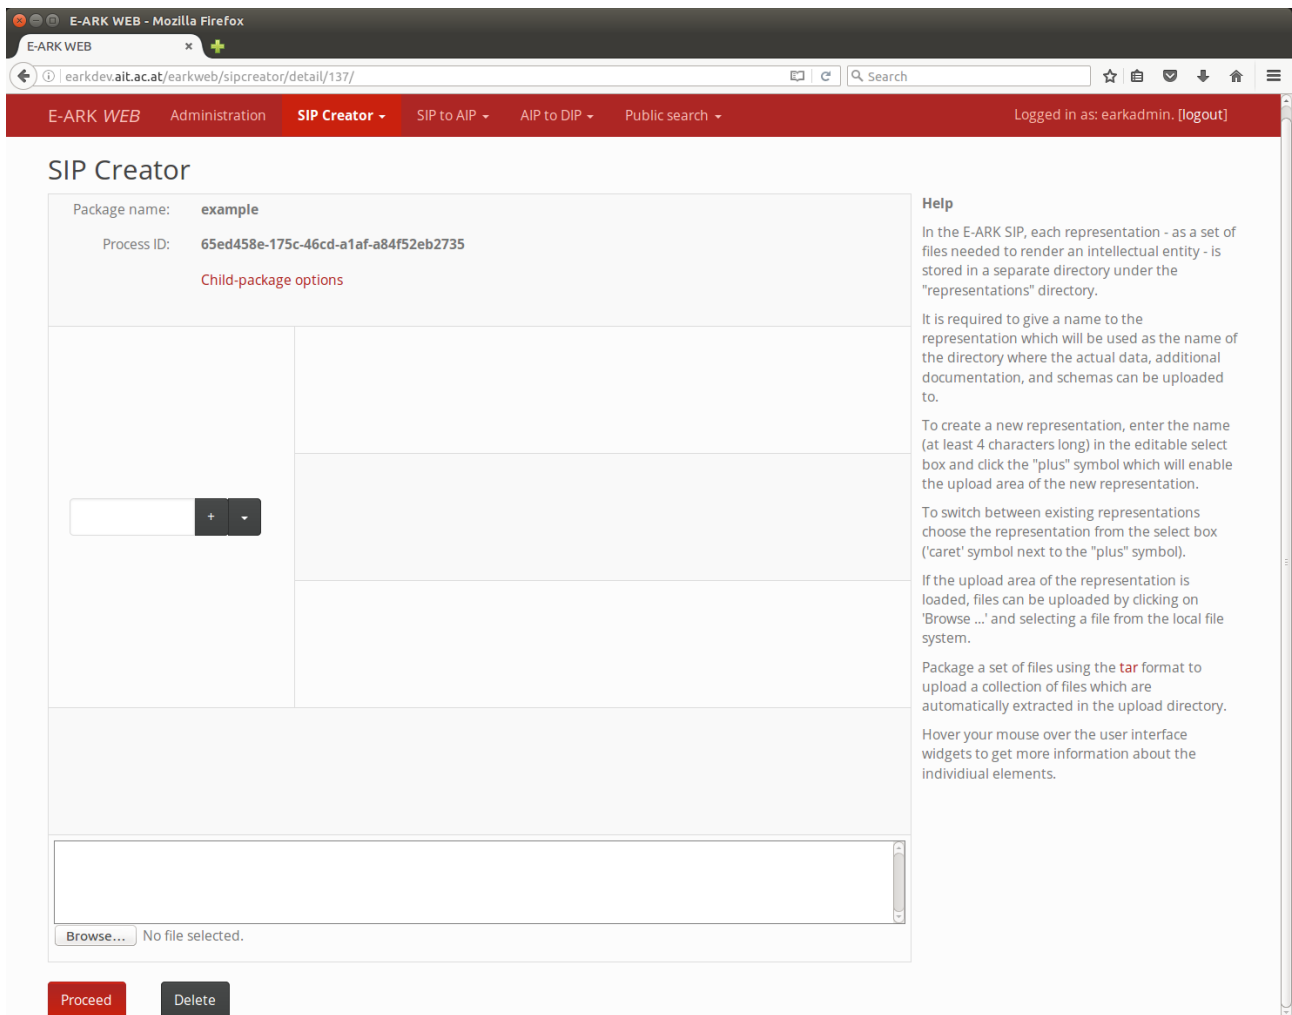 E-ARK WEB - Mozilla Firefox
E-ARK WEB
earkdev.ait.ac.at/earkweb/sipcreator/detail/137/
Search
E-ARK WEB Administration SIP Creator SIP to AIP AIP to DIP Public search Logged in as: earkadmin. [logout]
SIP Creator
Package name: example
Process ID: 65ed458e-175c-46cd-a1af-a84f52eb2735
Child-package options
+
Browse... No file selected.
Proceed Delete
Help
In the E-ARK SIP, each representation - as a set of
files needed to render an intellectual entity - is
stored in a separate directory under the
"representations" directory.
It is required to give a name to the
representation which will be used as the name of
the directory where the actual data, additional
documentation, and schemas can be uploaded
to.
To create a new representation, enter the name
(at least 4 characters long) in the editable select
box and click the "plus" symbol which will enable
the upload area of the new representation.
To switch between existing representations
choose the representation from the select box
('caret' symbol next to the "plus" symbol).
If the upload area of the representation is
loaded, files can be uploaded by clicking on
'Browse ...' and selecting a file from the local file
system.
Package a set of files using the tar format to
upload a collection of files which are
automatically extracted in the upload directory.
Hover your mouse over the user interface
widgets to get more information about the
individiual elements.